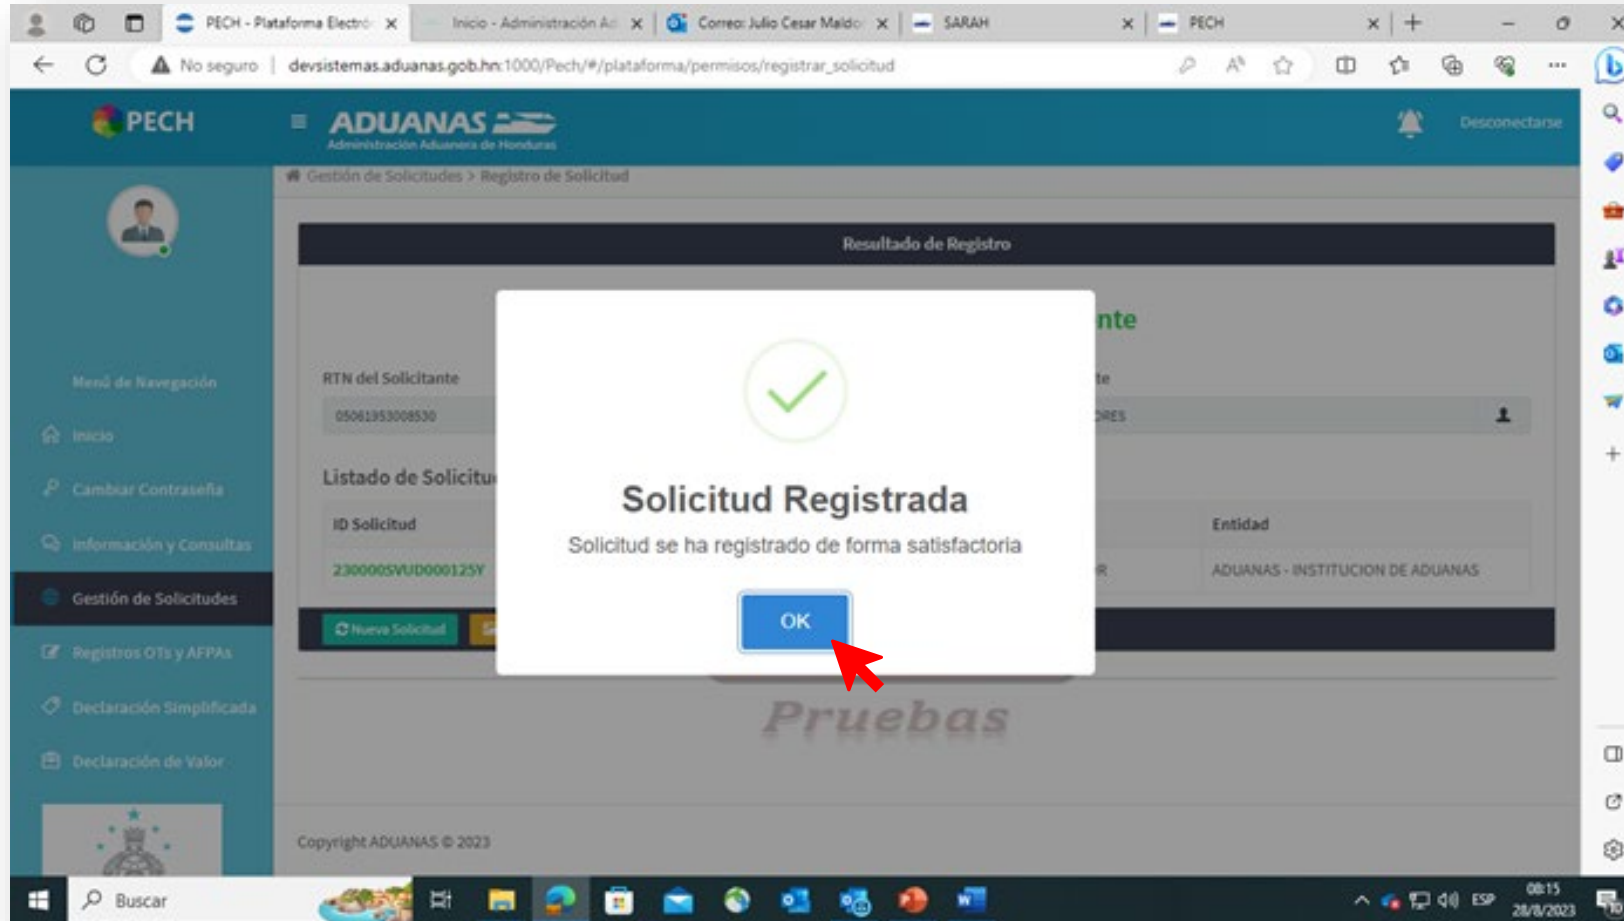 PECH - Plataforma Electró
Inicio - Administración Ad
Correo: Julio Cesar Maldo
SARAH
PECH
No seguro
devsistemas.aduanas.gob.hn:1000/Pech/#/plataforma/permisos/registrar_solicitud
PECH
ADUANAS
Administración Aduanera de Honduras
Desconectarse
Gestión de Solicitudes > Registro de Solicitud
Resultado de Registro
nte
Menú de Navegación
Inicio
Cambiar Contraseña
Información y Consultas
Gestión de Solicitudes
Registros OTs y AFPAs
Declaración Simplificada
Declaración de Valor
RTN del Solicitante
te
05061953008530
ORES
Listado de Solicitu
ID Solicitud
Entidad
230000SVUD000125Y
R
ADUANAS - INSTITUCION DE ADUANAS
Nueva Solicitud
Solicitud Registrada
Solicitud se ha registrado de forma satisfactoria
OK
Pruebas
Copyright ADUANAS © 2023
Buscar
ESP
08:15
28/8/2023